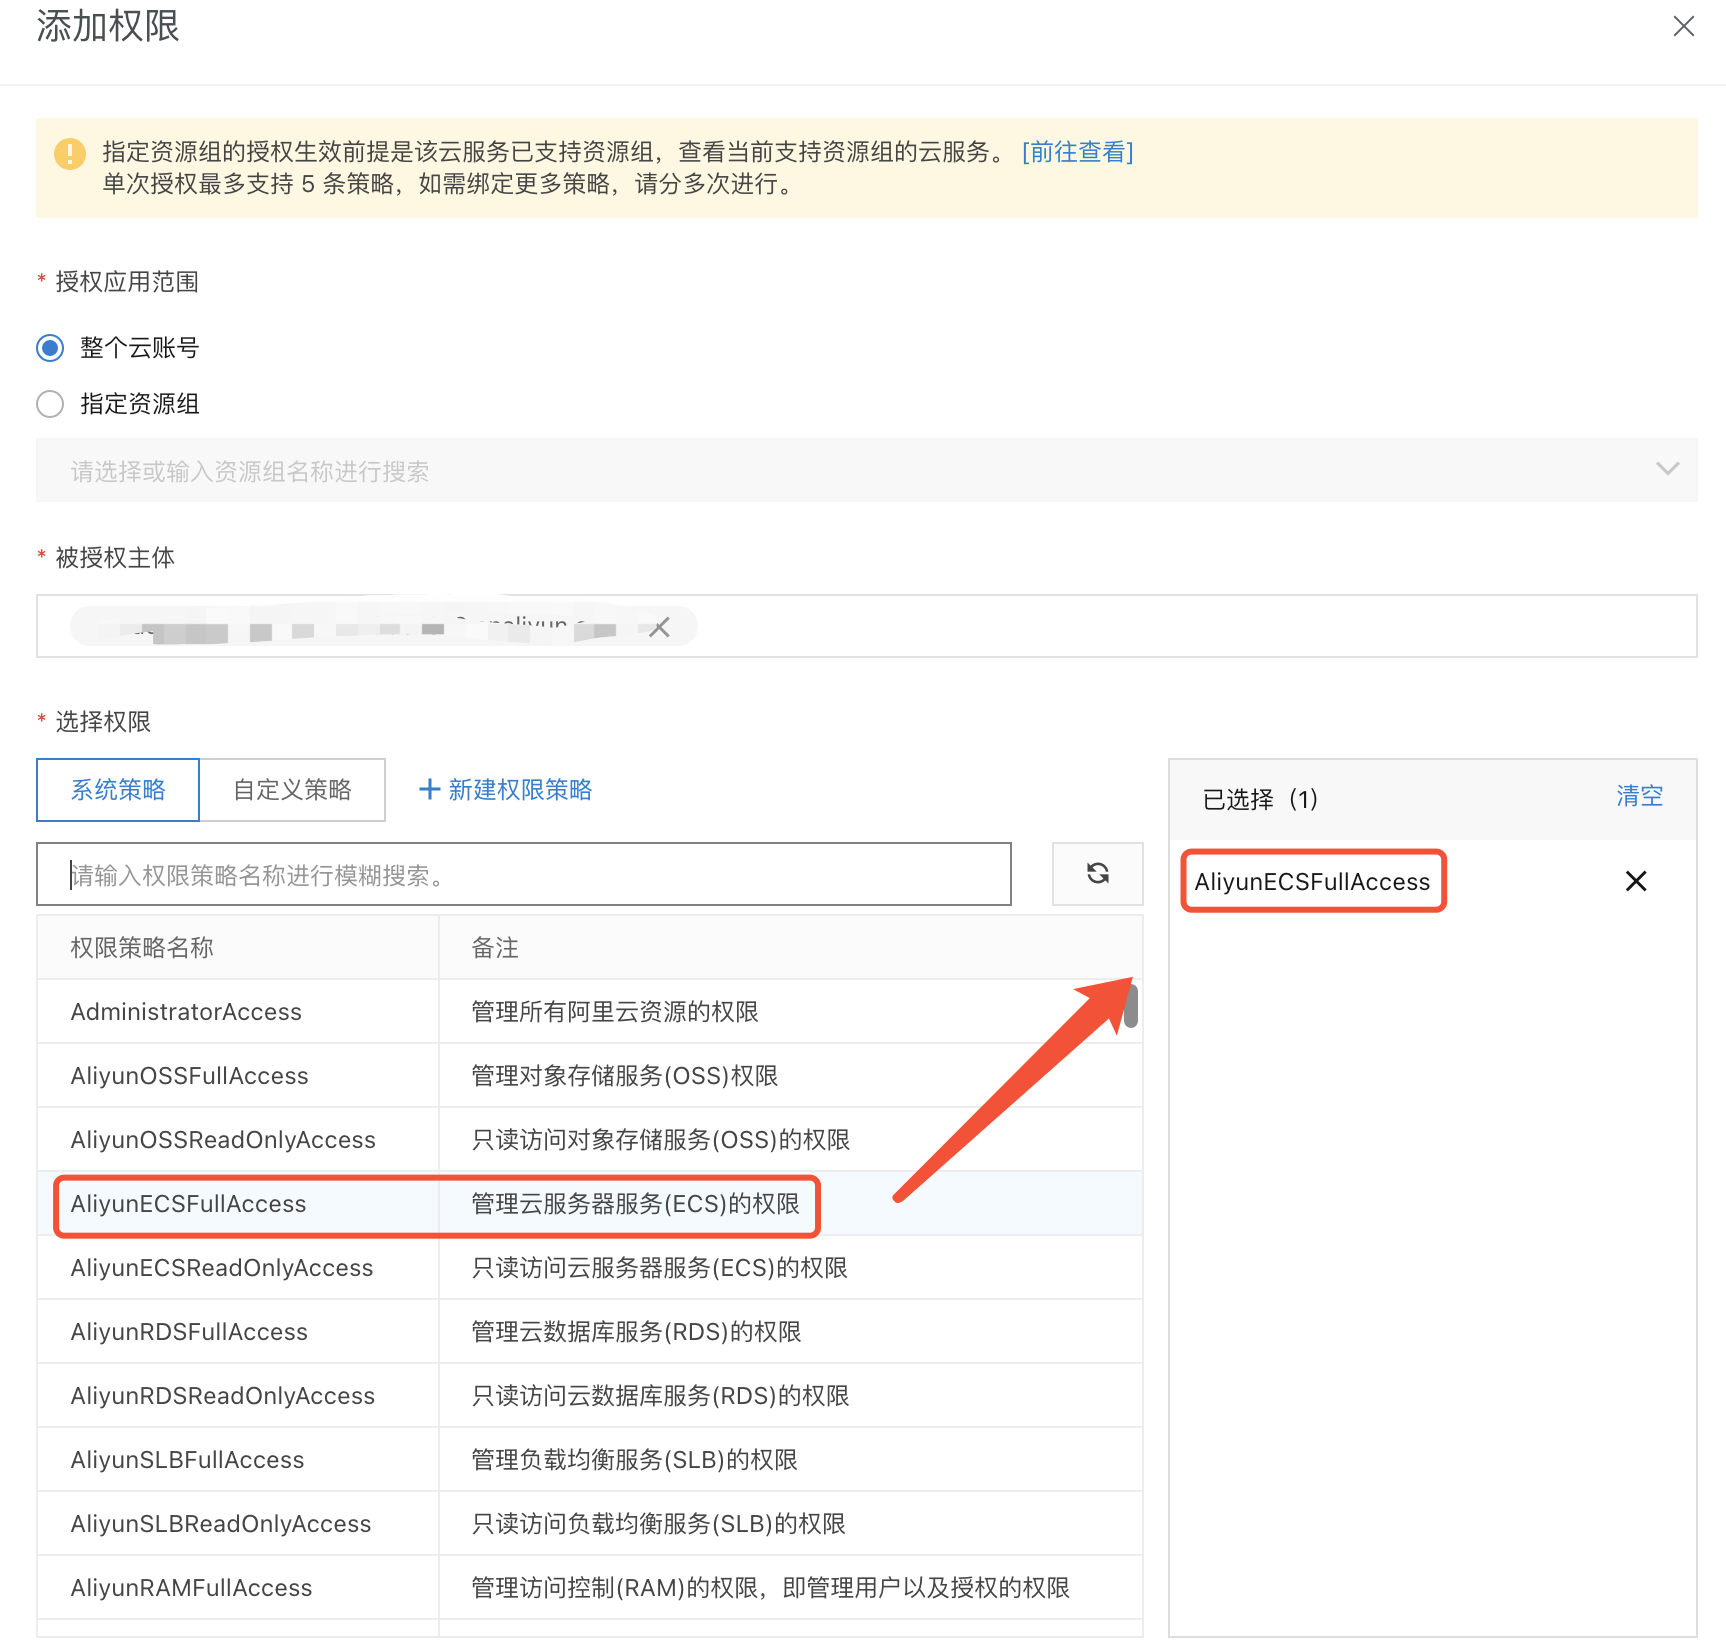 添加权限
指定资源组的授权生效前提是该云服务已支持资源组，查看当前支持资源组的云服务。 [前往查看]
单次授权最多支持 5 条策略，如需绑定更多策略，请分多次进行。
* 授权应用范围
整个云账号
指定资源组
请选择或输入资源组名称进行搜索
* 被授权主体
* 选择权限
系统策略
自定义策略
+ 新建权限策略
请输入权限策略名称进行模糊搜索。
权限策略名称 备注
AdministratorAccess 管理所有阿里云资源的权限
AliyunOSSFullAccess 管理对象存储服务(OSS)权限
AliyunOSSReadOnlyAccess 只读访问对象存储服务(OSS)的权限
AliyunECSFullAccess 管理云服务器服务(ECS)的权限
AliyunECSReadOnlyAccess 只读访问云服务器服务(ECS)的权限
AliyunRDSFullAccess 管理云数据库服务(RDS)的权限
AliyunRDSReadOnlyAccess 只读访问云数据库服务(RDS)的权限
AliyunSLBFullAccess 管理负载均衡服务(SLB)的权限
AliyunSLBReadOnlyAccess 只读访问负载均衡服务(SLB)的权限
AliyunRAMFullAccess 管理访问控制(RAM)的权限，即管理用户以及授权的权限
已选择（1） 清空
AliyunECSFullAccess